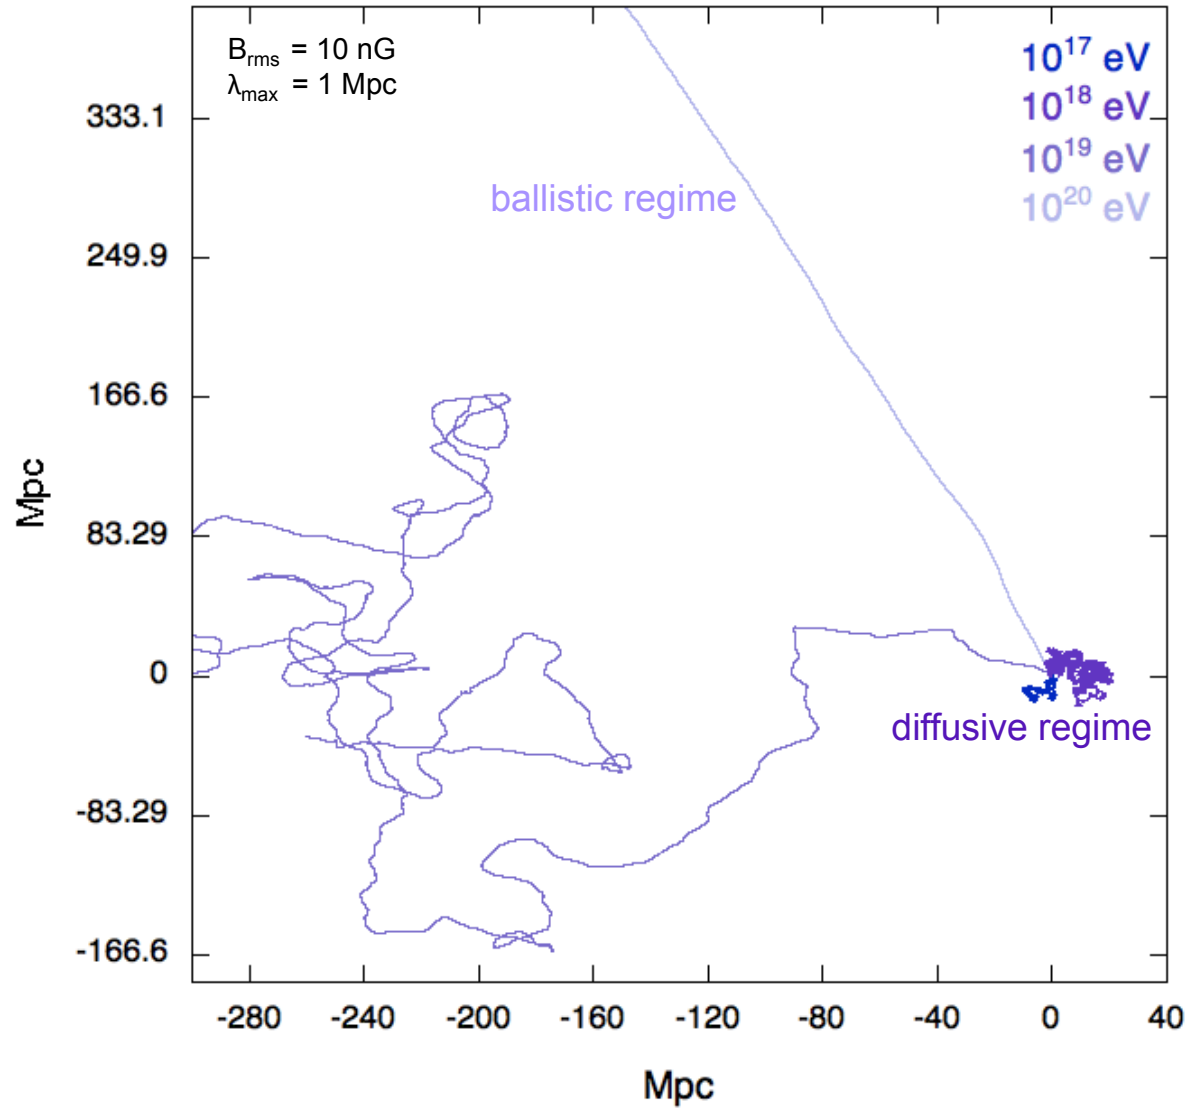 B_rms = 10 nG
λ_max = 1 Mpc
10^17 eV
10^18 eV
10^19 eV
10^20 eV
ballistic regime
diffusive regime
333.1
249.9
166.6
83.29
0
-83.29
-166.6
Mpc
-280 -240 -200 -160 -120 -80 -40 0 40
Mpc